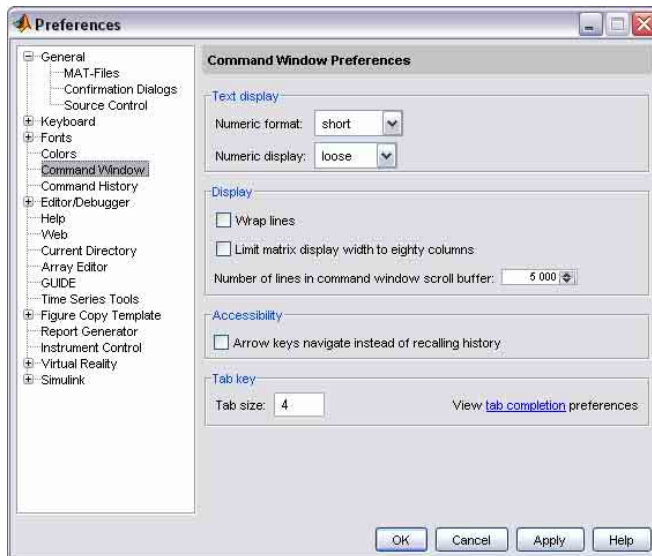 Preferences
General
MAT-Files
Confirmation Dialogs
Source Control
Keyboard
Fonts
Colors
Command Window
Command History
Editor/Debugger
Help
Web
Current Directory
Array Editor
GUIDE
Time Series Tools
Figure Copy Template
Report Generator
Instrument Control
Virtual Reality
Simulink
Command Window Preferences
Text display
Numeric format: short
Numeric display: loose
Display
Wrap lines
Limit matrix display width to eighty columns
Number of lines in command window scroll buffer: 5 000
Accessibility
Arrow keys navigate instead of recalling history
Tab key
Tab size: 4 View tab completion preferences
OK Cancel Apply Help